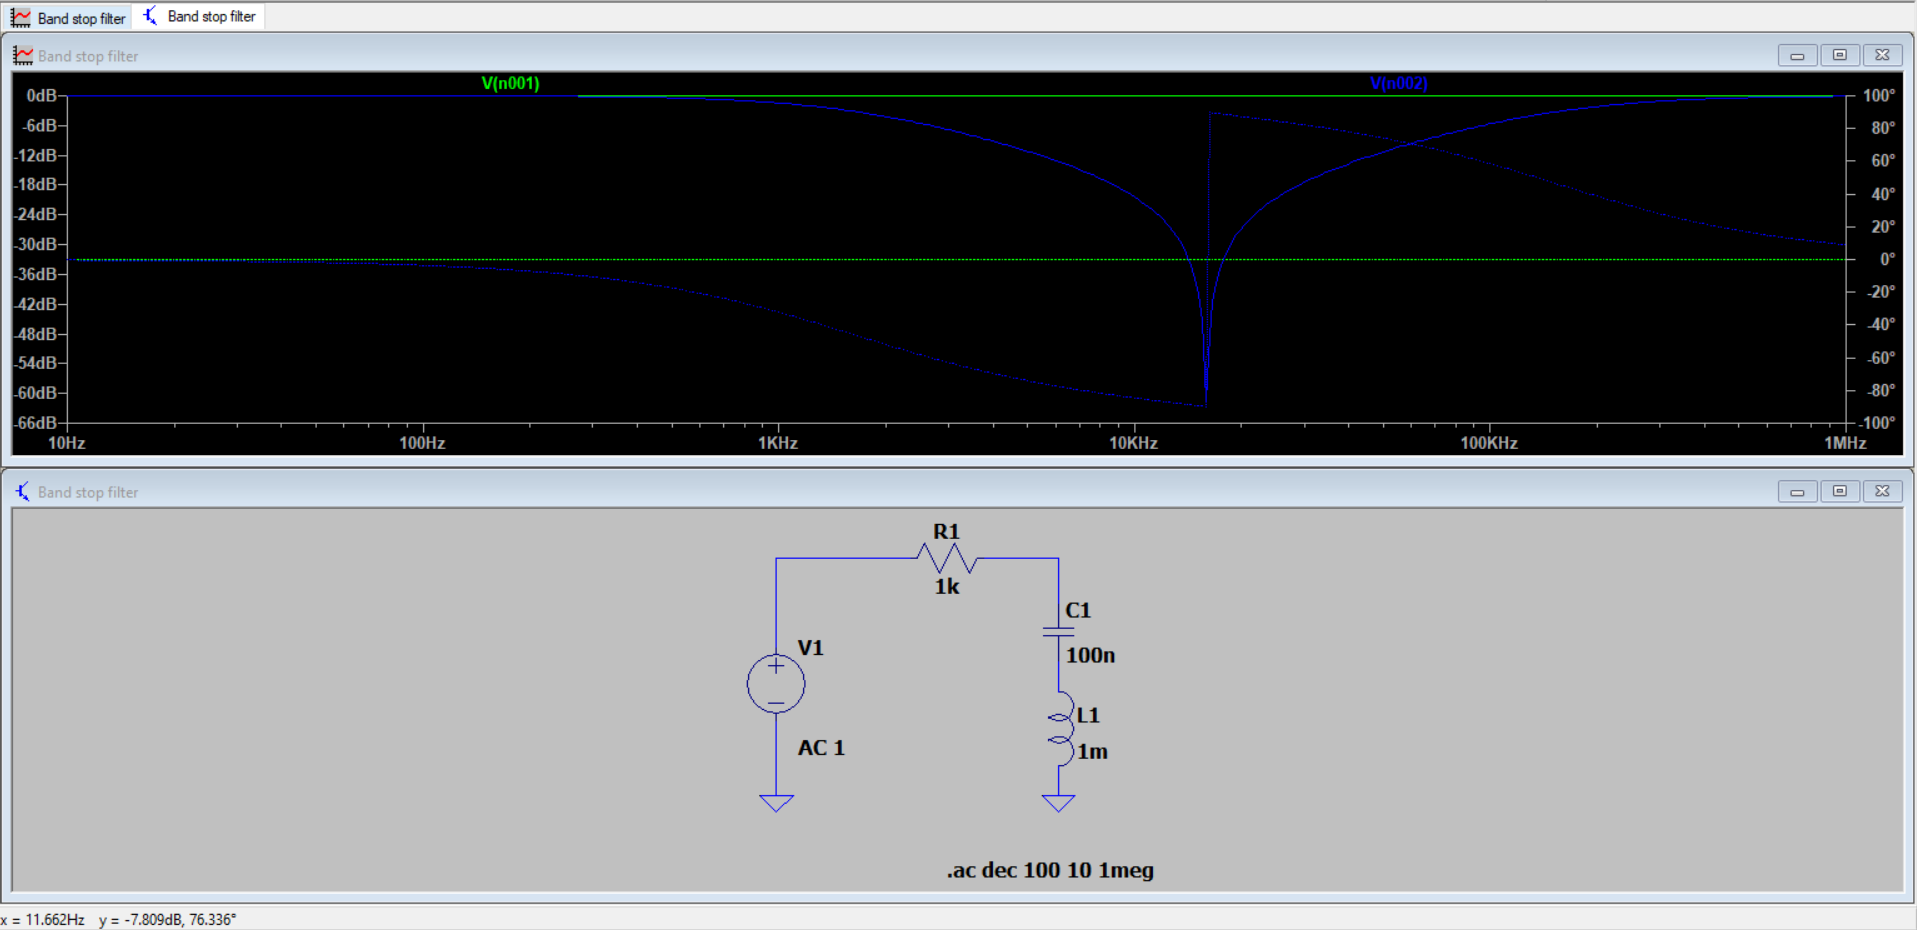 Band stop filter Band stop filter
Band stop filter
V(n001) V(n002)
0dB 100°
-6dB 80°
-12dB 60°
-18dB 40°
-24dB 20°
-30dB 0°
-36dB -20°
-42dB -40°
-48dB -60°
-54dB -80°
-60dB -100°
-66dB
10Hz 100Hz 1KHz 10KHz 100KHz 1MHz
Band stop filter
R1
1k
C1
100n
V1
L1
1m
AC 1
.ac dec 100 10 1meg
x = 11.662Hz y = -7.809dB, 76.336°